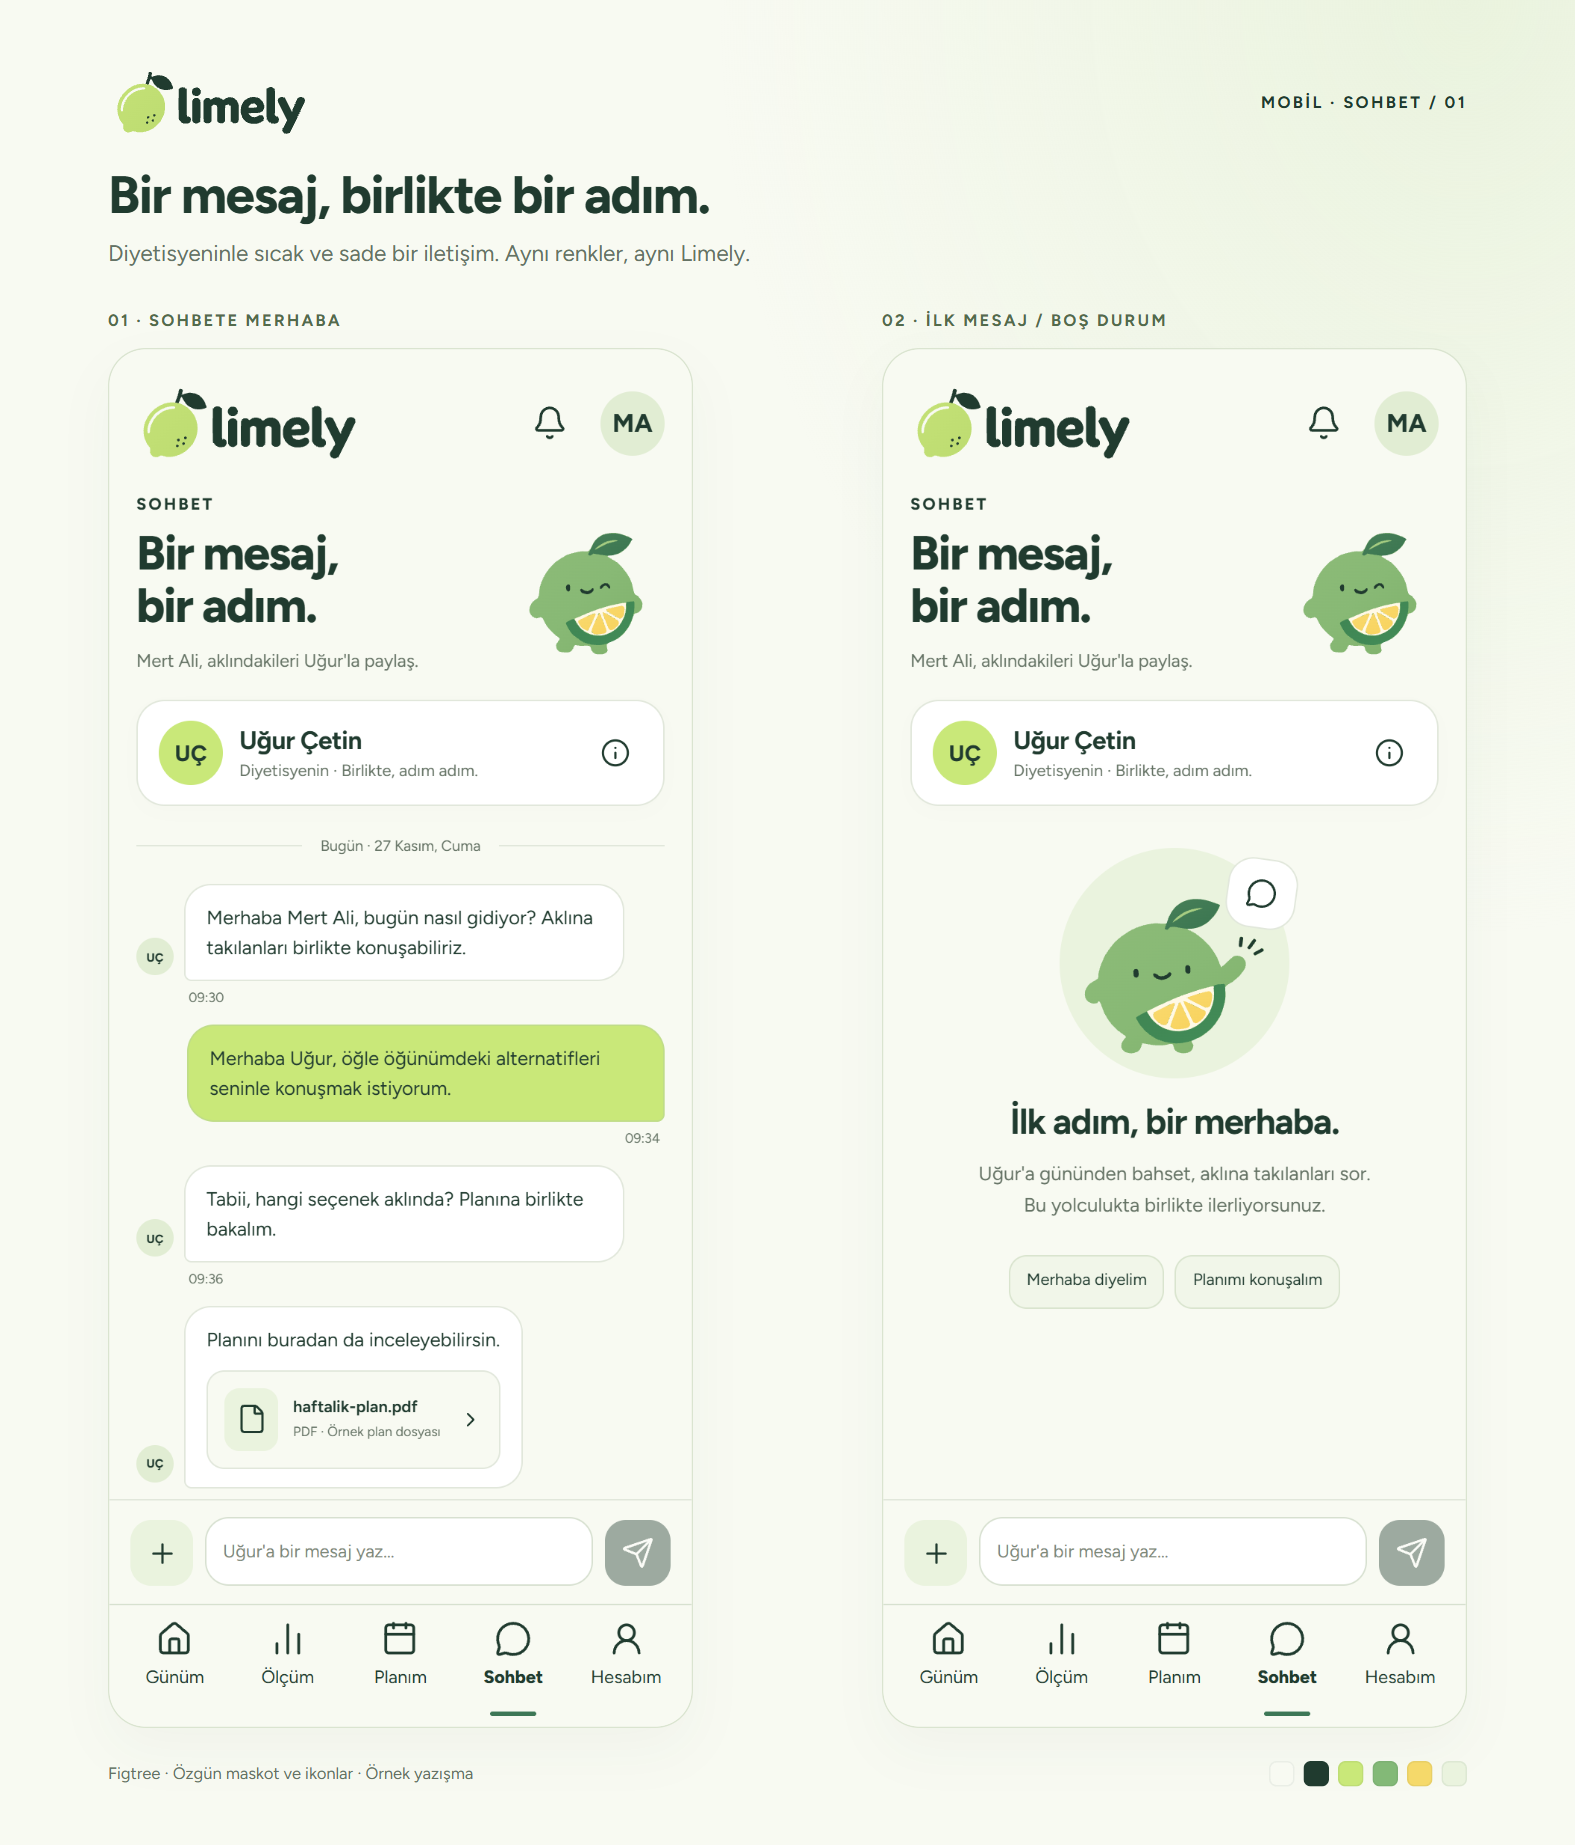 limely
MOBİL · SOHBET / 01
Bir mesaj, birlikte bir adım.
Diyetisyeninle sıcak ve sade bir iletişim. Aynı renkler, aynı Limely.
01 · SOHBETE MERHABA
limely
MA
SOHBET
Bir mesaj,
bir adım.
Mert Ali, aklındakileri Uğur'la paylaş.
UÇ
Uğur Çetin
Diyetisyenin · Birlikte, adım adım.
Bugün · 27 Kasım, Cuma
Merhaba Mert Ali, bugün nasıl gidiyor? Aklına
takılanları birlikte konuşabiliriz.
UÇ
09:30
Merhaba Uğur, öğle öğünümdeki alternatifleri
seninle konuşmak istiyorum.
09:34
Tabii, hangi seçenek aklında? Planına birlikte
bakalım.
UÇ
09:36
Planını buradan da inceleyebilirsin.
haftalik-plan.pdf
PDF · Örnek plan dosyası
UÇ
Uğur'a bir mesaj yaz...
Günüm
Ölçüm
Planım
Sohbet
Hesabım
02 · İLK MESAJ / BOŞ DURUM
limely
MA
SOHBET
Bir mesaj,
bir adım.
Mert Ali, aklındakileri Uğur'la paylaş.
UÇ
Uğur Çetin
Diyetisyenin · Birlikte, adım adım.
İlk adım, bir merhaba.
Uğur'a gününden bahset, aklına takılanları sor.
Bu yolculukta birlikte ilerliyorsunuz.
Merhaba diyelim
Planımı konuşalım
Uğur'a bir mesaj yaz...
Günüm
Ölçüm
Planım
Sohbet
Hesabım
Figtree · Özgün maskot ve ikonlar · Örnek yazışma